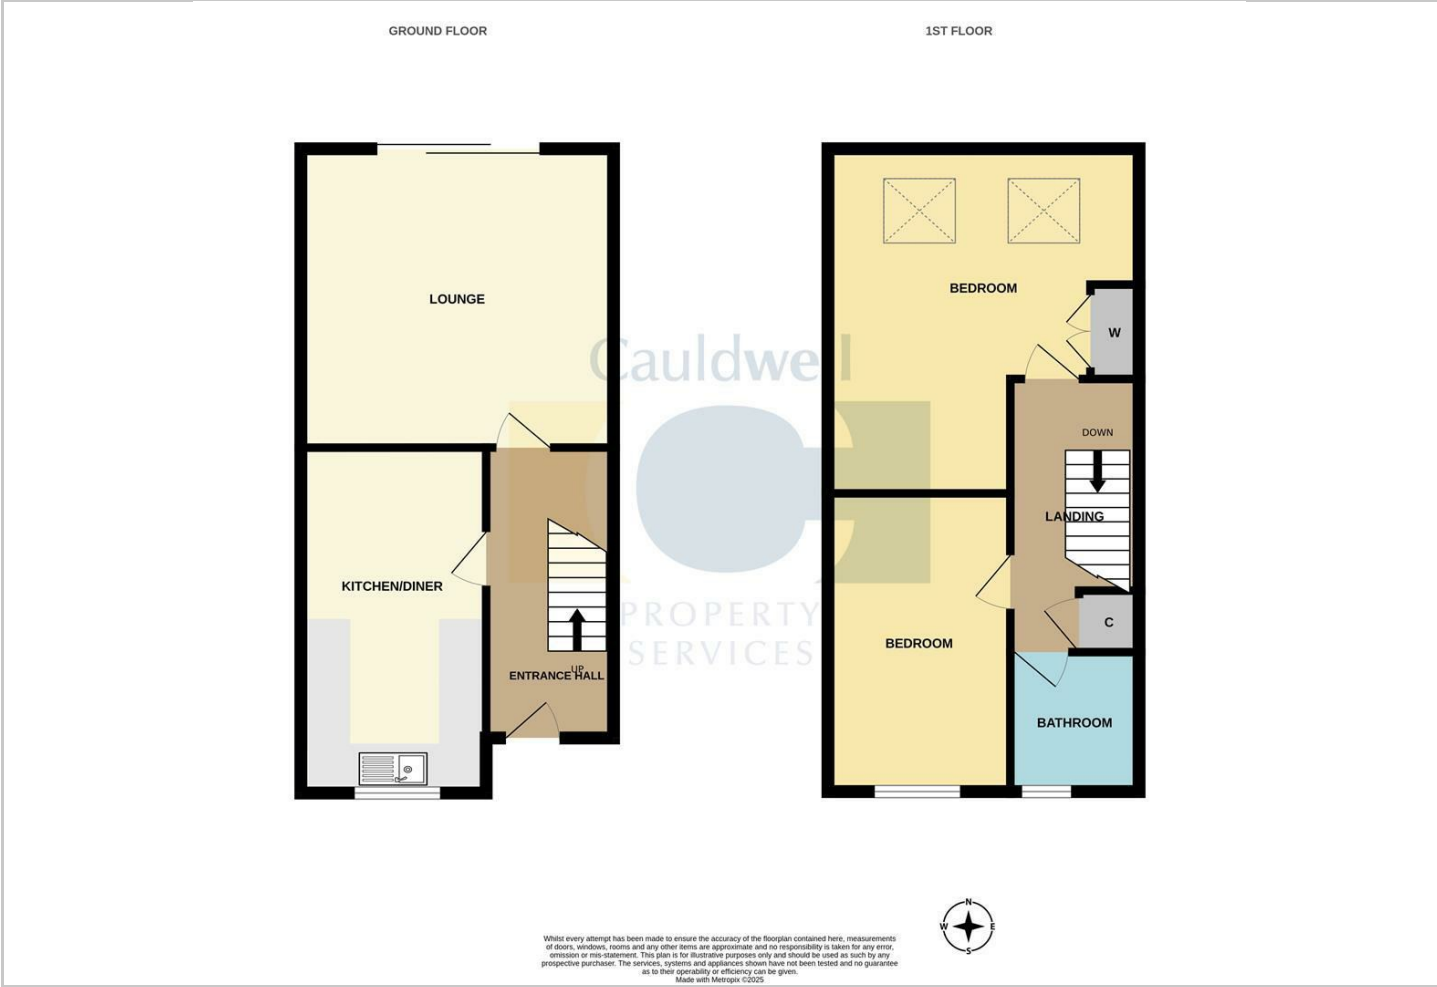 GROUND FLOOR
1ST FLOOR
LOUNGE
BEDROOM
W
Cauldwell
DOWN
LANDING
KITCHEN/DINER
PROPERTY
SERVICES
C
BEDROOM
UP
ENTRANCE HALL
BATHROOM
N
W
E
S
Whilst every attempt has been made to ensure the accuracy of the floorplan contained here, measurements
of doors, windows, rooms and any other items are approximate and no responsibility is taken for any error,
omission or mis-statement. This plan is for illustrative purposes only and should be used as such by any
prospective purchaser. The services, systems and appliances shown have not been tested and no guarantee
as to their operability or efficiency can be given.
Made with Metropix ©2025